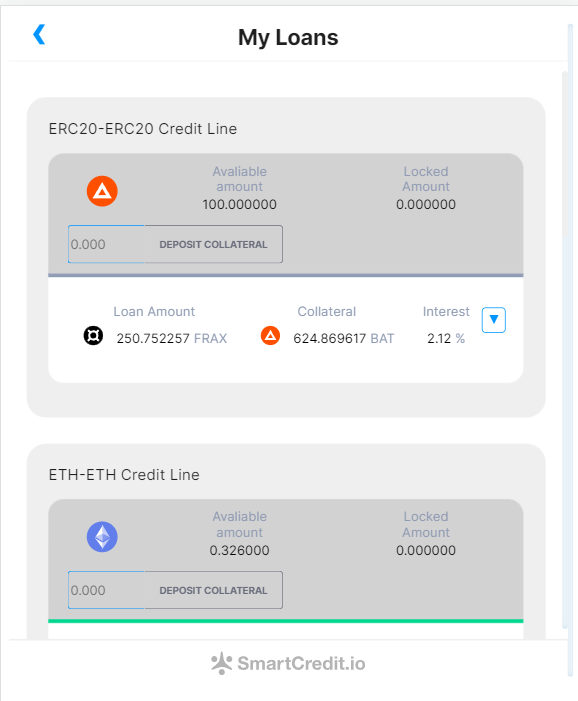 My Loans
ERC20-ERC20 Credit Line
Avaliable
amount
100.000000
Locked
Amount
0.000000
0.000
DEPOSIT COLLATERAL
Loan Amount
250.752257 FRAX
Collateral
624.869617 BAT
Interest
2.12 %
ETH-ETH Credit Line
Avaliable
amount
0.326000
Locked
Amount
0.000000
0.000
DEPOSIT COLLATERAL
SmartCredit.io